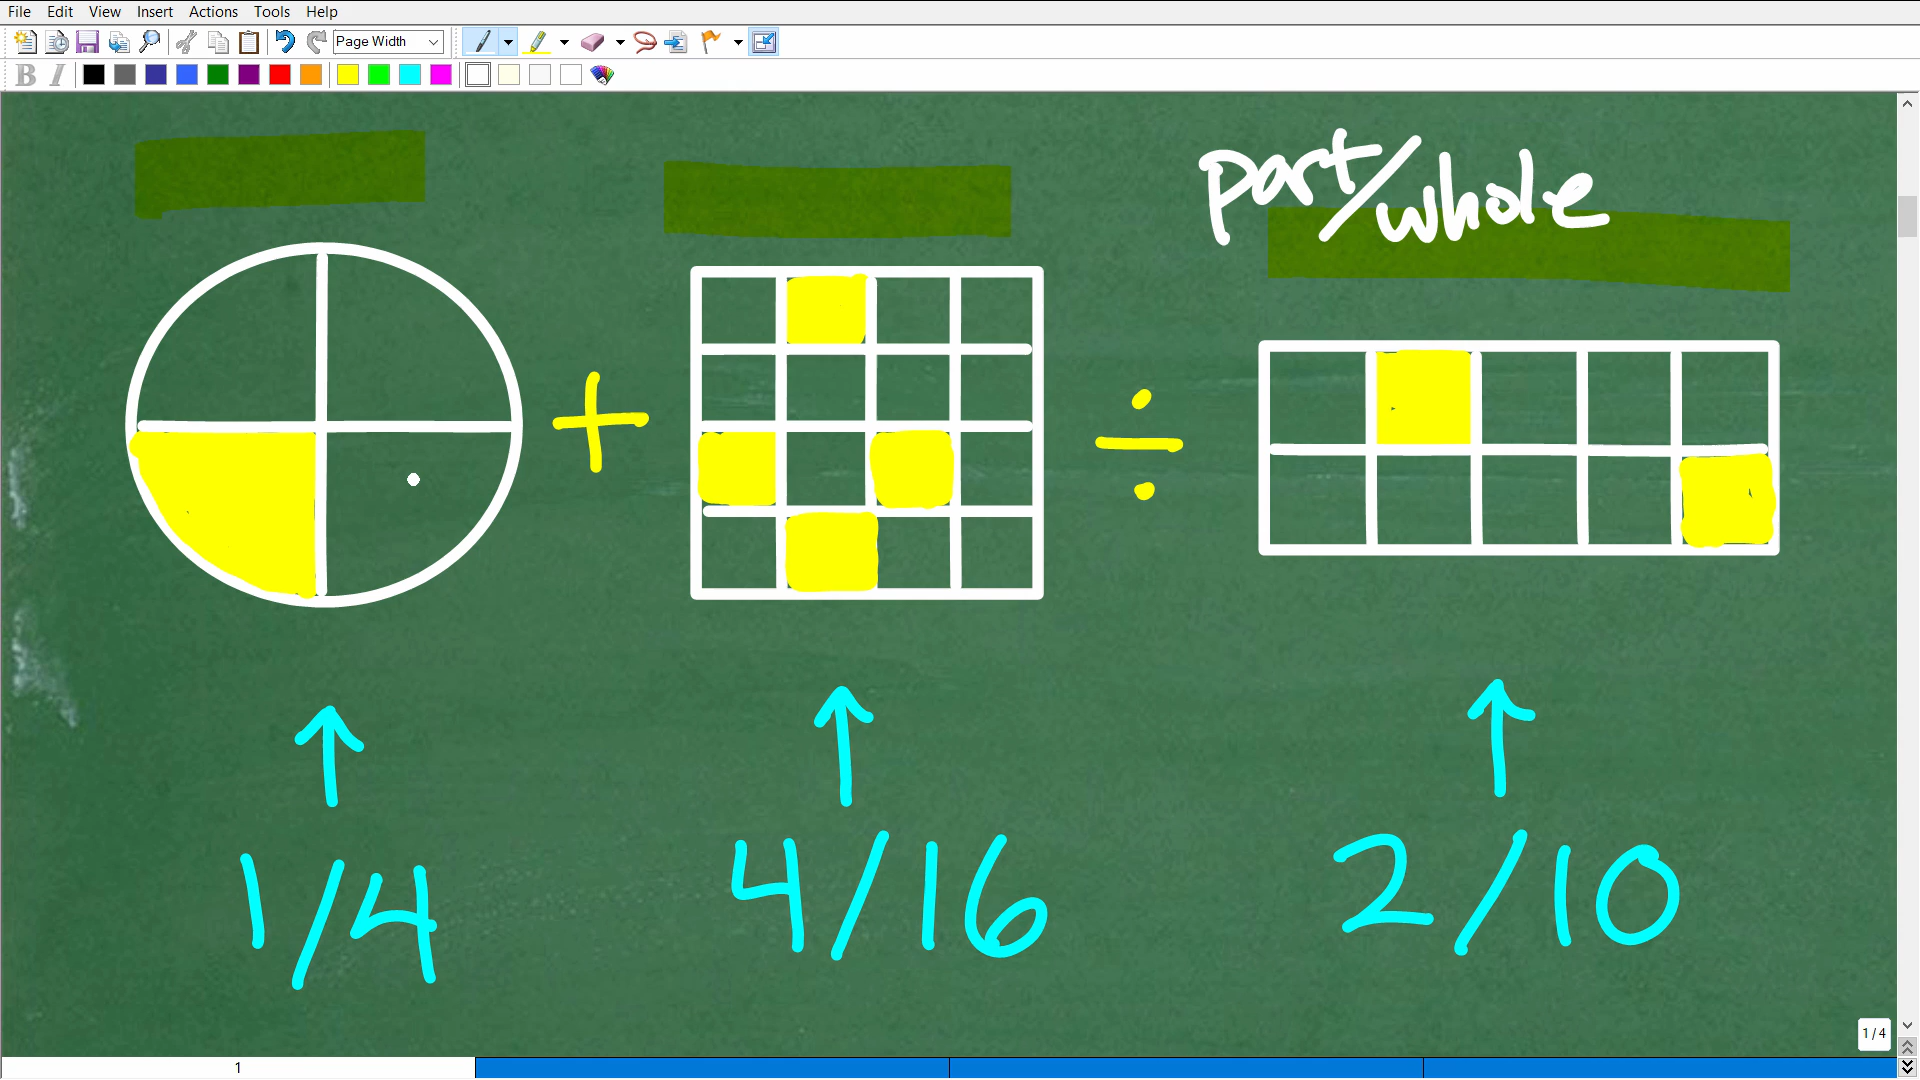 File Edit View Insert Actions Tools Help
Page Width
B I
part/whole
+ ÷
1/4 4/16 2/10
1 / 4
1